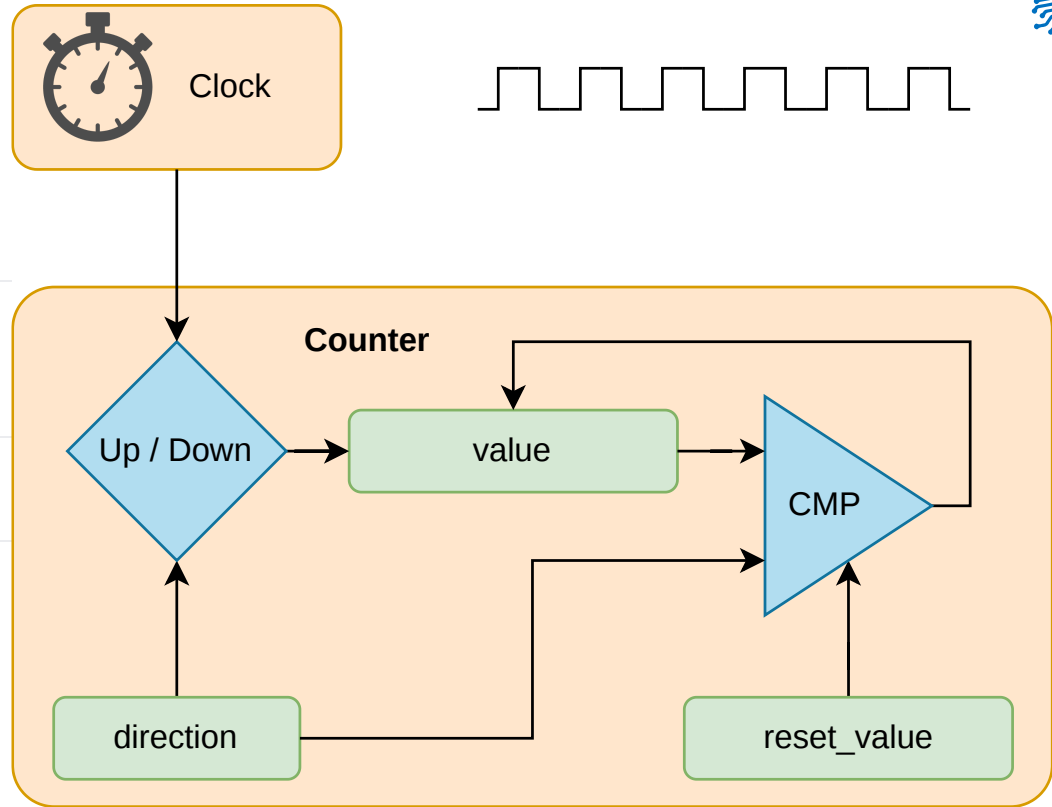 Clock
Counter
Up / Down
value
CMP
direction
reset_value